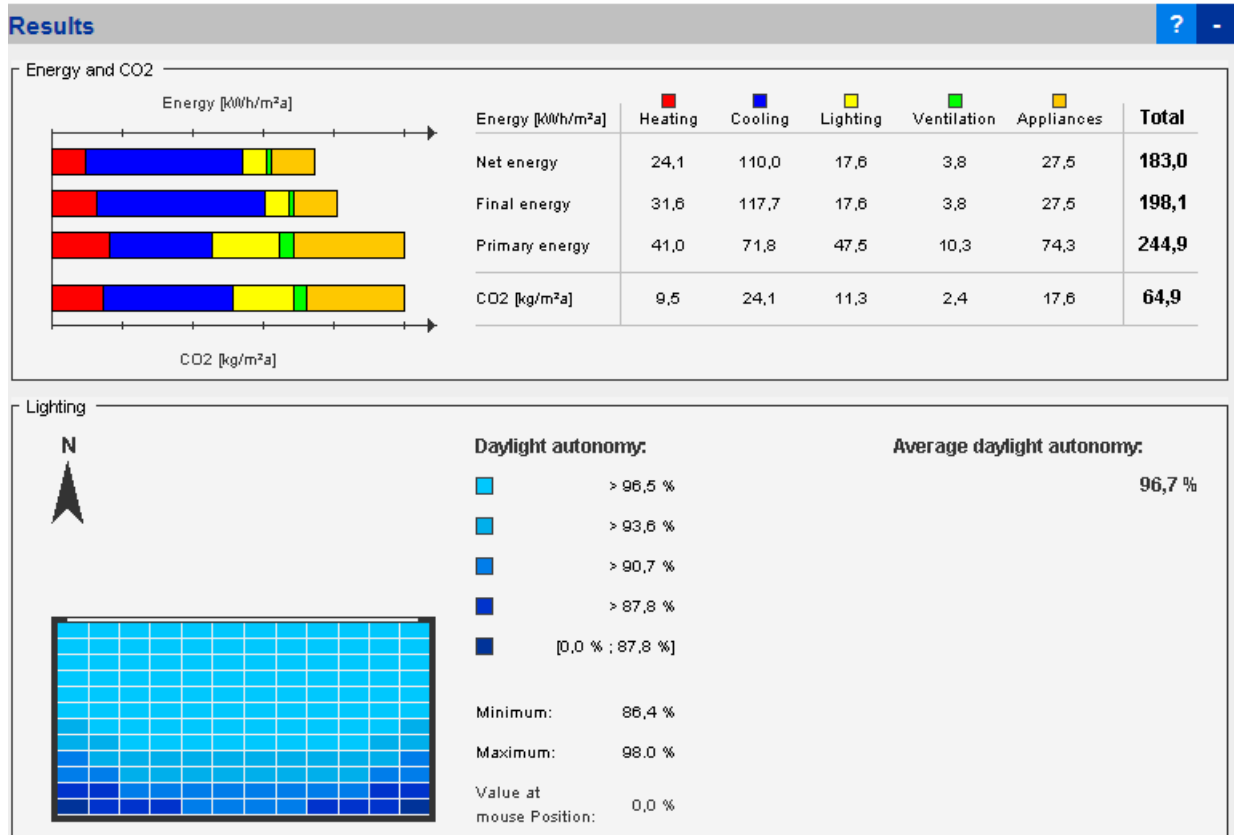 Results
? -
Energy and CO2
Energy [kWh/m²a]
Energy [kWh/m²a] Heating Cooling Lighting Ventilation Appliances Total
Net energy 24,1 110,0 17,6 3,8 27,5 183,0
Final energy 31,6 117,7 17,6 3,8 27,5 198,1
Primary energy 41,0 71,8 47,5 10,3 74,3 244,9
CO2 [kg/m²a] 9,5 24,1 11,3 2,4 17,6 64,9
CO2 [kg/m²a]
Lighting
N
Daylight autonomy: Average daylight autonomy:
> 96,5 % 96,7 %
> 93,6 %
> 90,7 %
> 87,8 %
[0,0 % ; 87,8 %]
Minimum: 86,4 %
Maximum: 98.0 %
Value at
mouse Position: 0,0 %